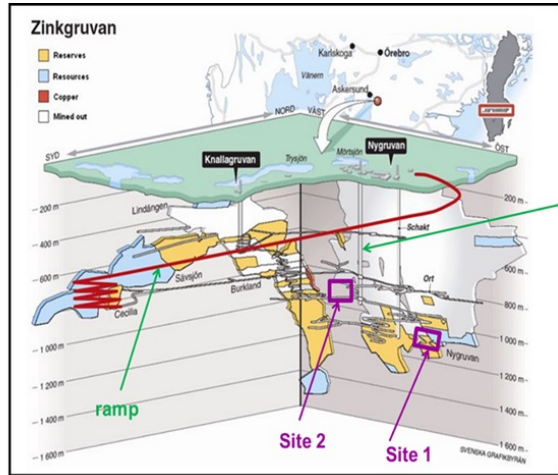 Zinkgruvan
Reserves
Resources
Copper
Mined out
Karlskoga
Örebro
Vänern
Askersund
NORD
VÄST
SYD
ÖST
Knallagruvan
Trysjön
Mörtsjön
Nygruvan
- 200 m
- 400 m
- 600 m
- 1 000 m
- 1 200 m
- 1 400 m
- 1 600 m
Lindängen
Sävsjön
Cecilia
Burkland
Schakt
Ort
Nygruvan
- 200 m
- 600 m
- 800 m
- 1 000 m
- 1 200 m
- 1 400 m
- 1 600 m
ramp
Site 2
Site 1
SVENSKA GRAFIKBYRÅN